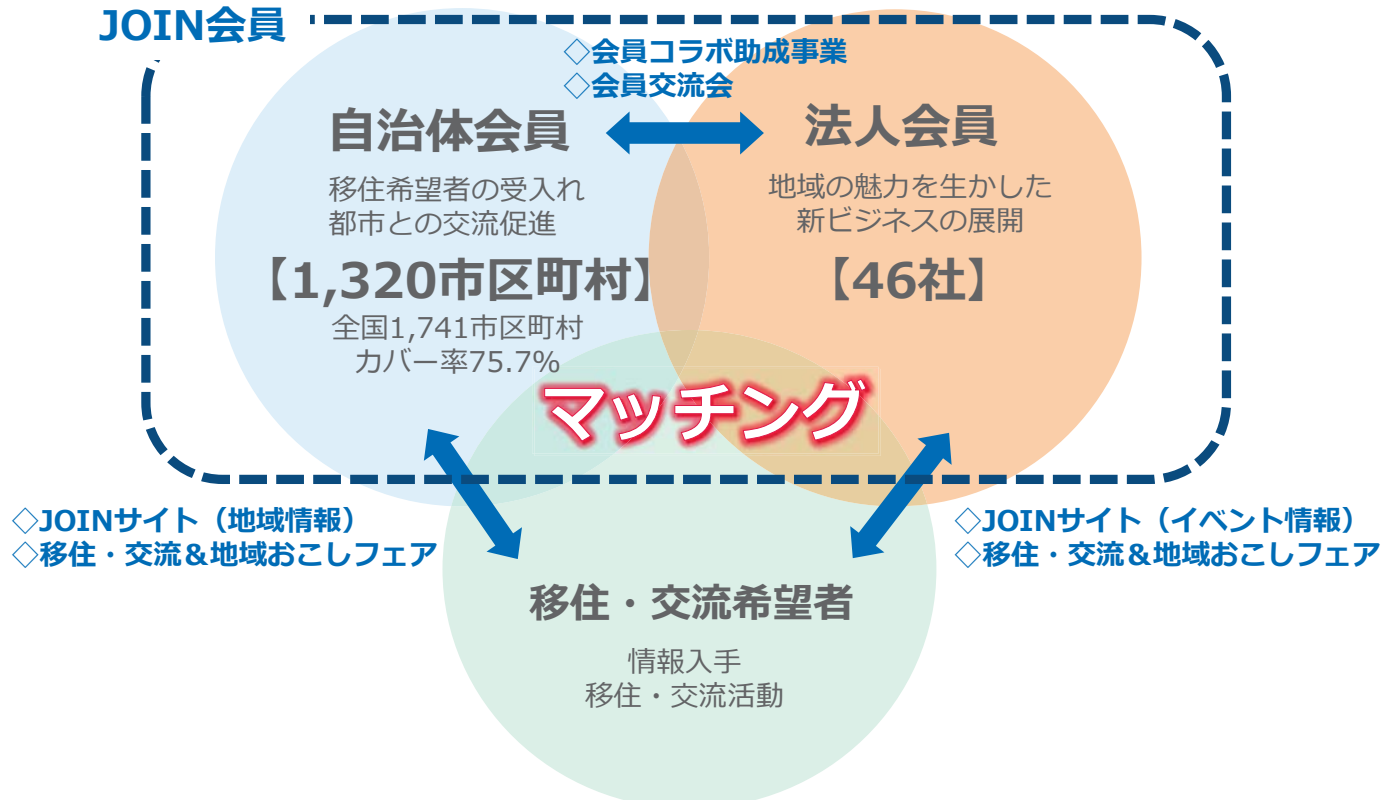 JOIN会員
◇会員コラボ助成事業
◇会員交流会
自治体会員
移住希望者の受入れ
都市との交流促進
【1,320市区町村】
全国1,741市区町村
カバー率75.7%
法人会員
地域の魅力を生かした
新ビジネスの展開
【46社】
マッチング
◇JOINサイト（地域情報）
◇移住・交流＆地域おこしフェア
◇JOINサイト（イベント情報）
◇移住・交流＆地域おこしフェア
移住・交流希望者
情報入手
移住・交流活動